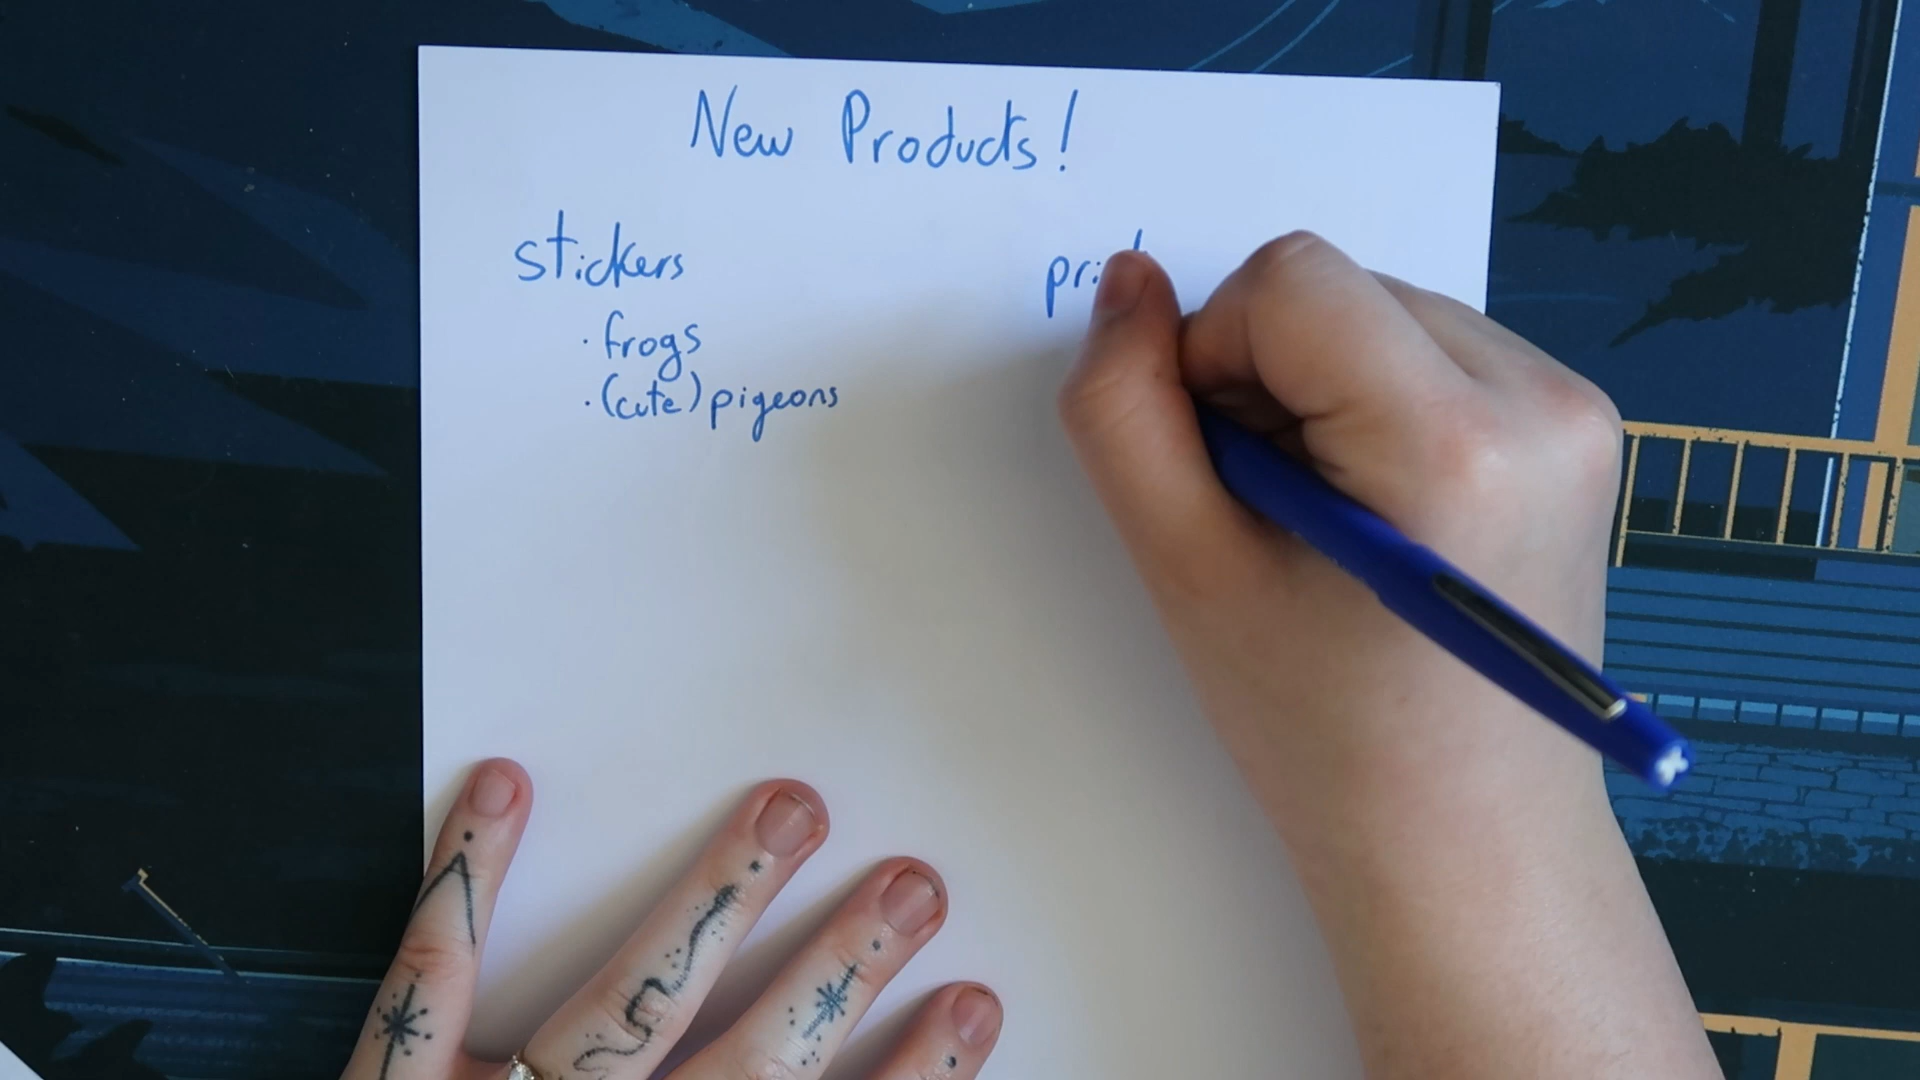 New Products!
stickers
· frogs
· (cute) pigeons